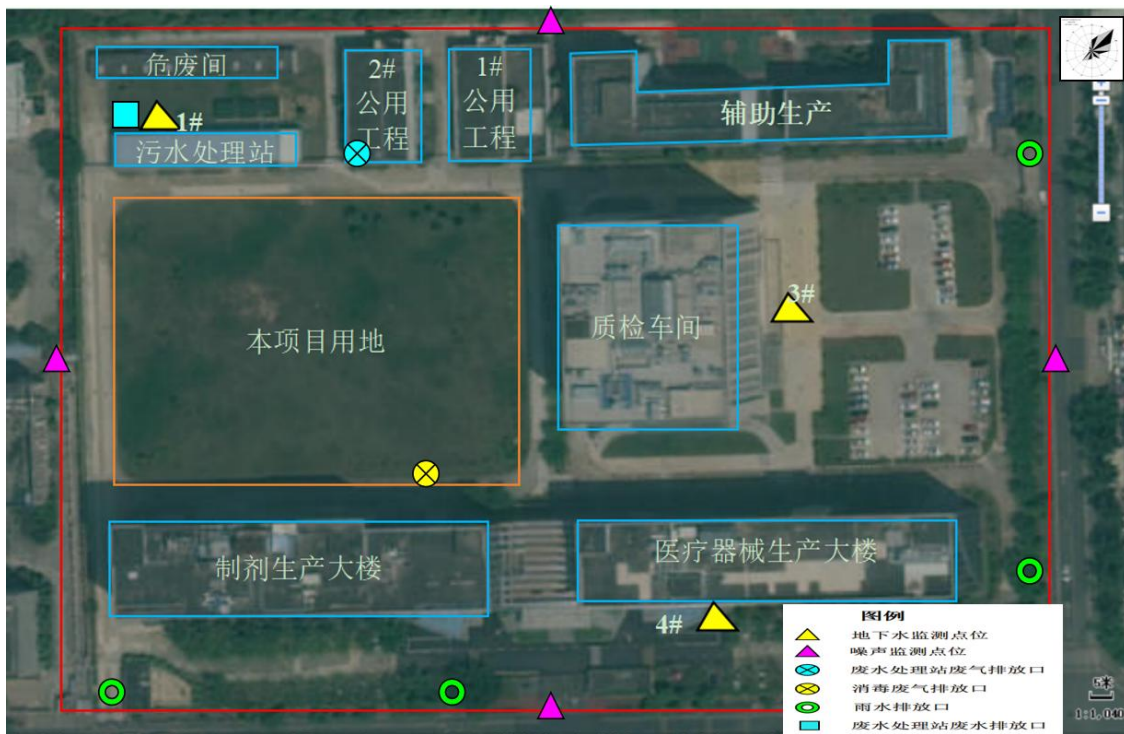 危废间
2#
公用
工程
1#
公用
工程
辅助生产
1#
污水处理站
3#
本项目用地
质检车间
制剂生产大楼
医疗器械生产大楼
4#
图例
地下水监测点位
噪声监测点位
废水处理站废气排放口
消毒废气排放口
雨水排放口
废水处理站废水排放口
1:1,040